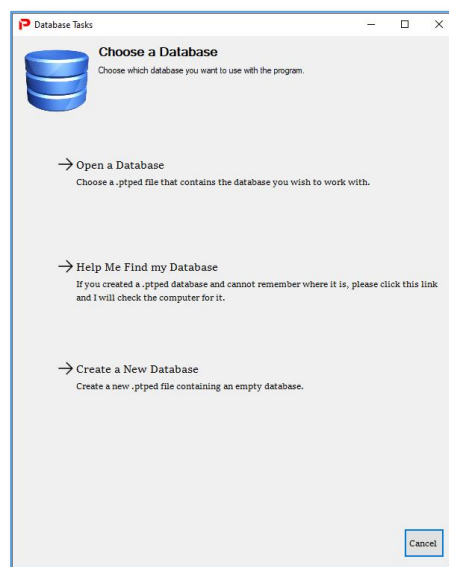 Database Tasks
Choose a Database
Choose which database you want to use with the program.
Open a Database
Choose a .ptped file that contains the database you wish to work with.
Help Me Find my Database
If you created a .ptped database and cannot remember where it is, please click this link
and I will check the computer for it.
Create a New Database
Create a new .ptped file containing an empty database.
Cancel